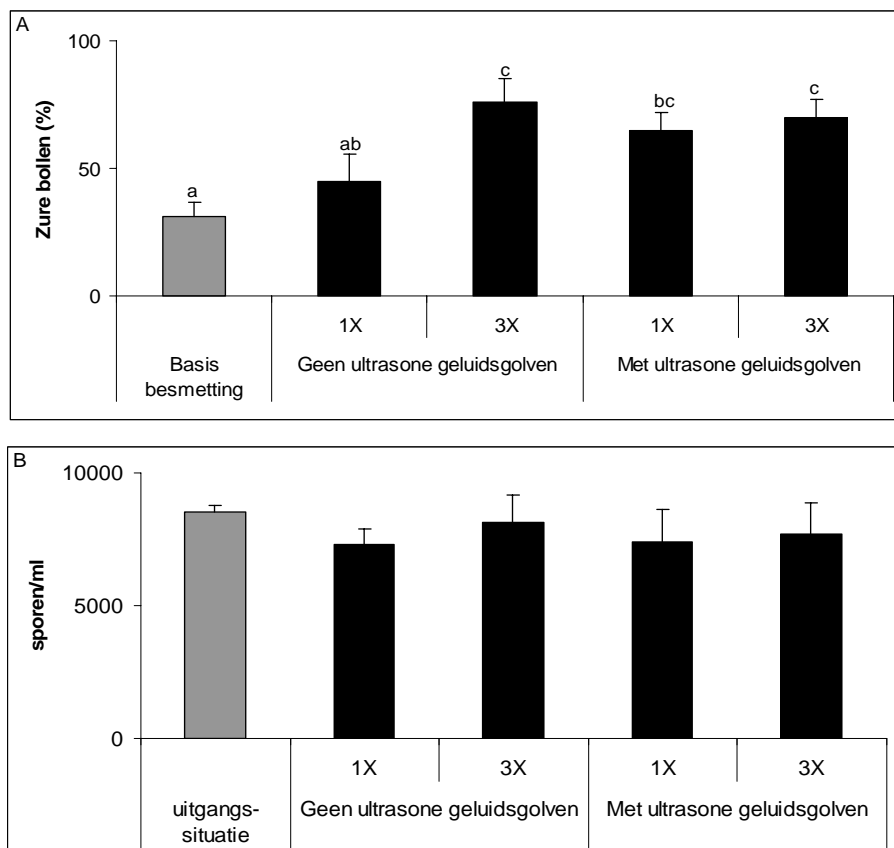 A
Zure bollen (%)
100
50
0
a
ab
c
bc
c
1X 3X 1X 3X
Basis
besmetting
Geen ultrasone geluidsgolven
Met ultrasone geluidsgolven
B
sporen/ml
10000
5000
0
1X 3X 1X 3X
uitgangs-
situatie
Geen ultrasone geluidsgolven
Met ultrasone geluidsgolven